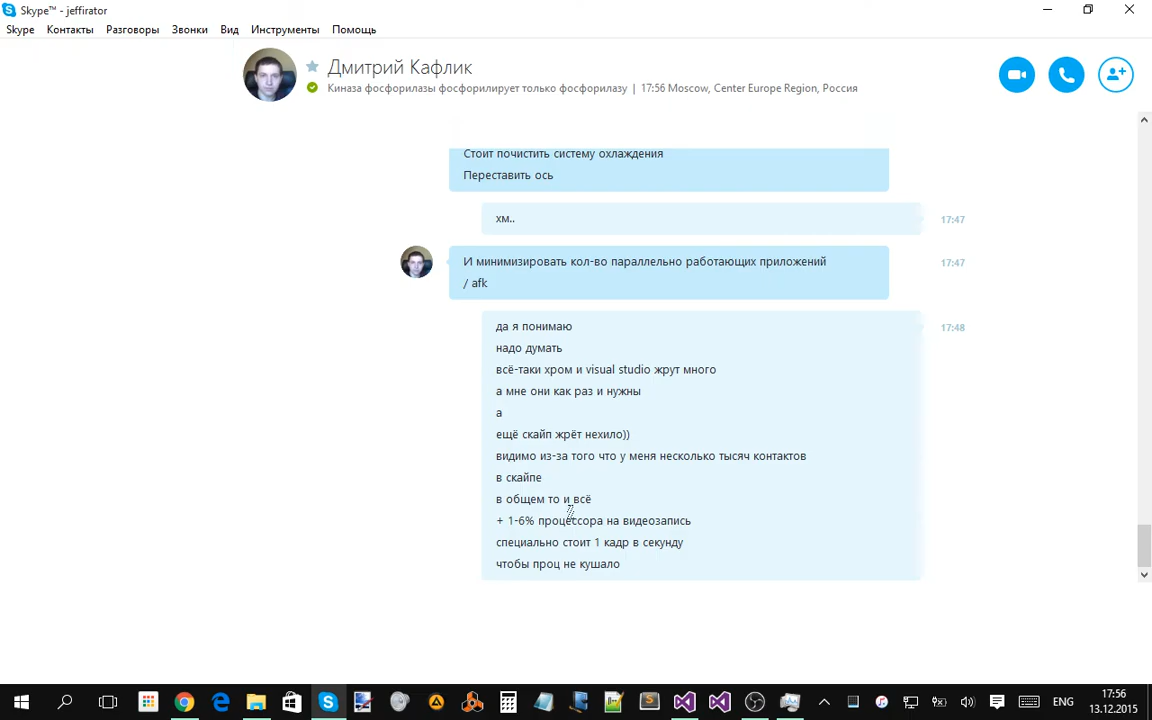 Skype™ - jeffirator
Skype Контакты Разговоры Звонки Вид Инструменты Помощь
Дмитрий Кафлик
Киназа фосфорилазы фосфорилирует только фосфорилазу | 17:56 Moscow, Center Europe Region, Россия
Стоит почистить систему охлаждения
Переставить ось
хм..
17:47
И минимизировать кол-во параллельно работающих приложений
17:47
/ afk
да я понимаю
17:48
надо думать
всё-таки хром и visual studio жрут много
а мне они как раз и нужны
а
ещё скайп жрёт нехило))
видимо из-за того что у меня несколько тысяч контактов
в скайпе
в общем то и всё
+ 1-6% процессора на видеозапись
специально стоит 1 кадр в секунду
чтобы проц не кушало
ENG
17:56
13.12.2015